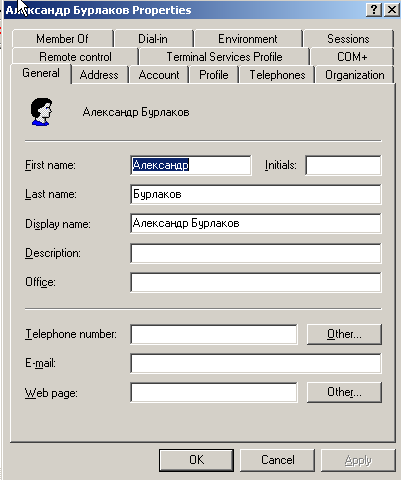 Александр Бурлаков Properties
Member Of Dial-in Environment Sessions
Remote control Terminal Services Profile COM+
General Address Account Profile Telephones Organization
Александр Бурлаков
First name: Александр Initials:
Last name: Бурлаков
Display name: Александр Бурлаков
Description:
Office:
Telephone number: Other...
E-mail:
Web page: Other...
OK Cancel Apply